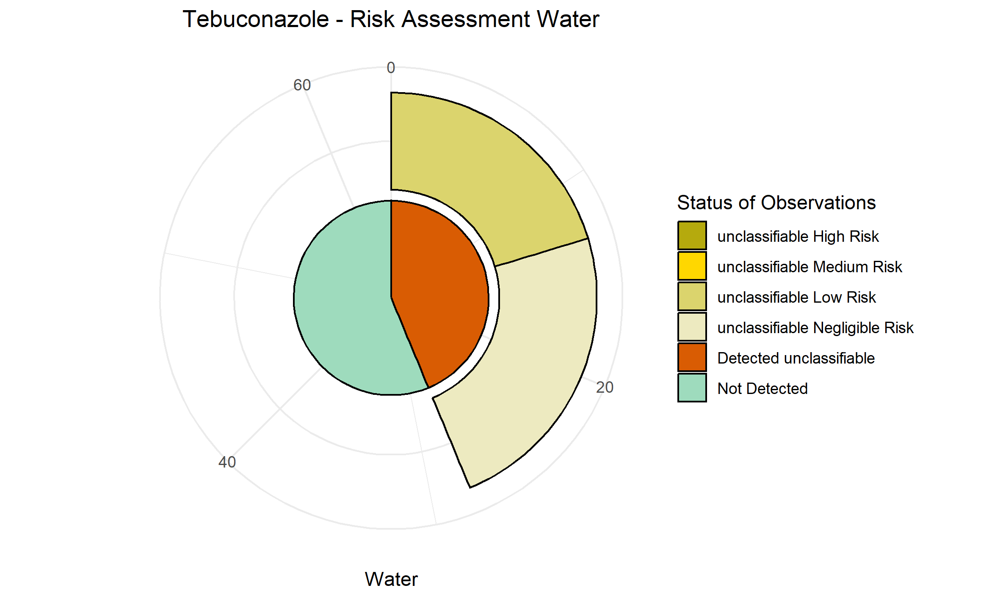 Tebuconazole - Risk Assessment Water
0
60
20
40
Status of Observations
unclassifiable High Risk
unclassifiable Medium Risk
unclassifiable Low Risk
unclassifiable Negligible Risk
Detected unclassifiable
Not Detected
Water